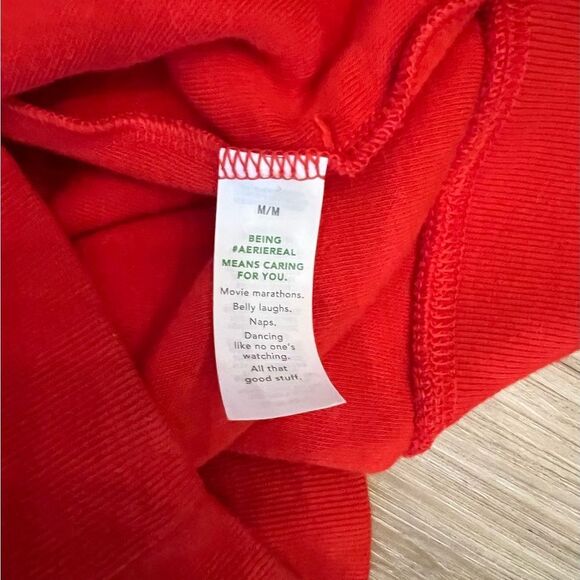 M/M
BEING
#AERIEREAL
MEANS CARING
FOR YOU.
Movie marathons.
Belly laughs.
Naps.
Dancing
like no one's
watching.
All that
good stuff.